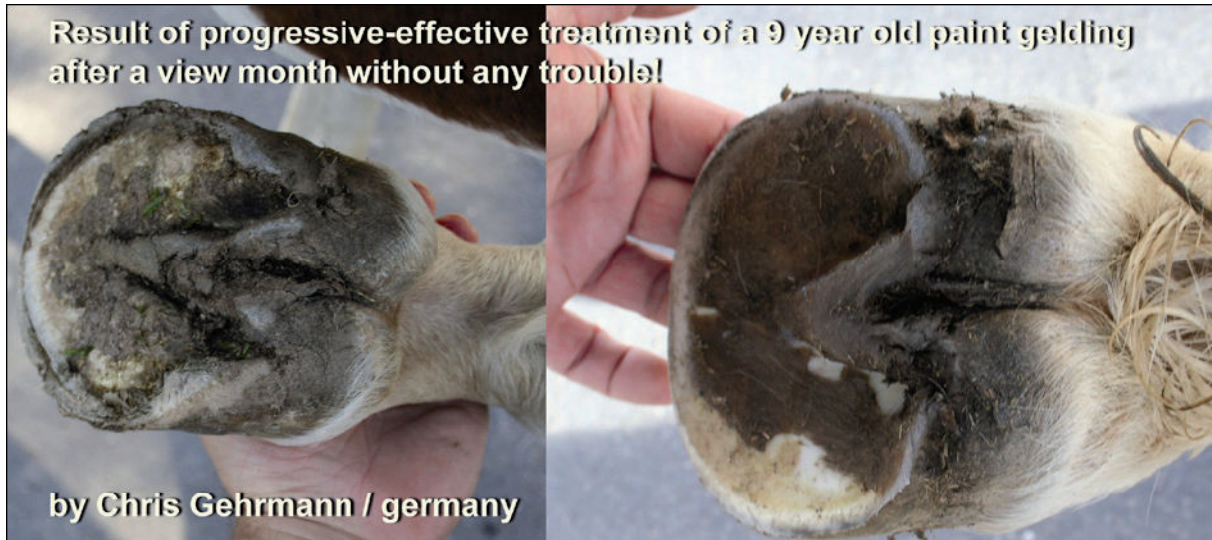 Result of progressive-effective treatment of a 9 year old paint gelding
after a view month without any trouble!
by Chris Gehrmann / germany